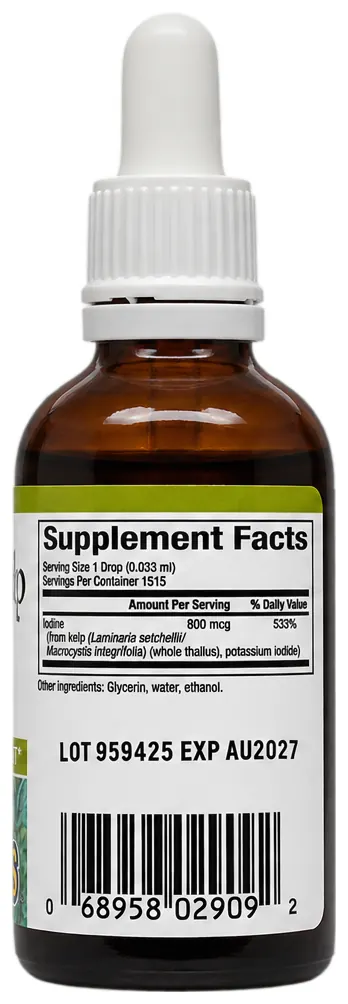 Supplement Facts
Serving Size 1 Drop (0.033 ml)
Servings Per Container 1515
Amount Per Serving % Daily Value
Iodine 800 mcg 533%
(from kelp (Laminaria setchellii/
Macrocystis integrifolia) (whole thallus), potassium iodide)
Other ingredients: Glycerin, water, ethanol.
LOT 959425 EXP AU2027
0 68958 02909 2